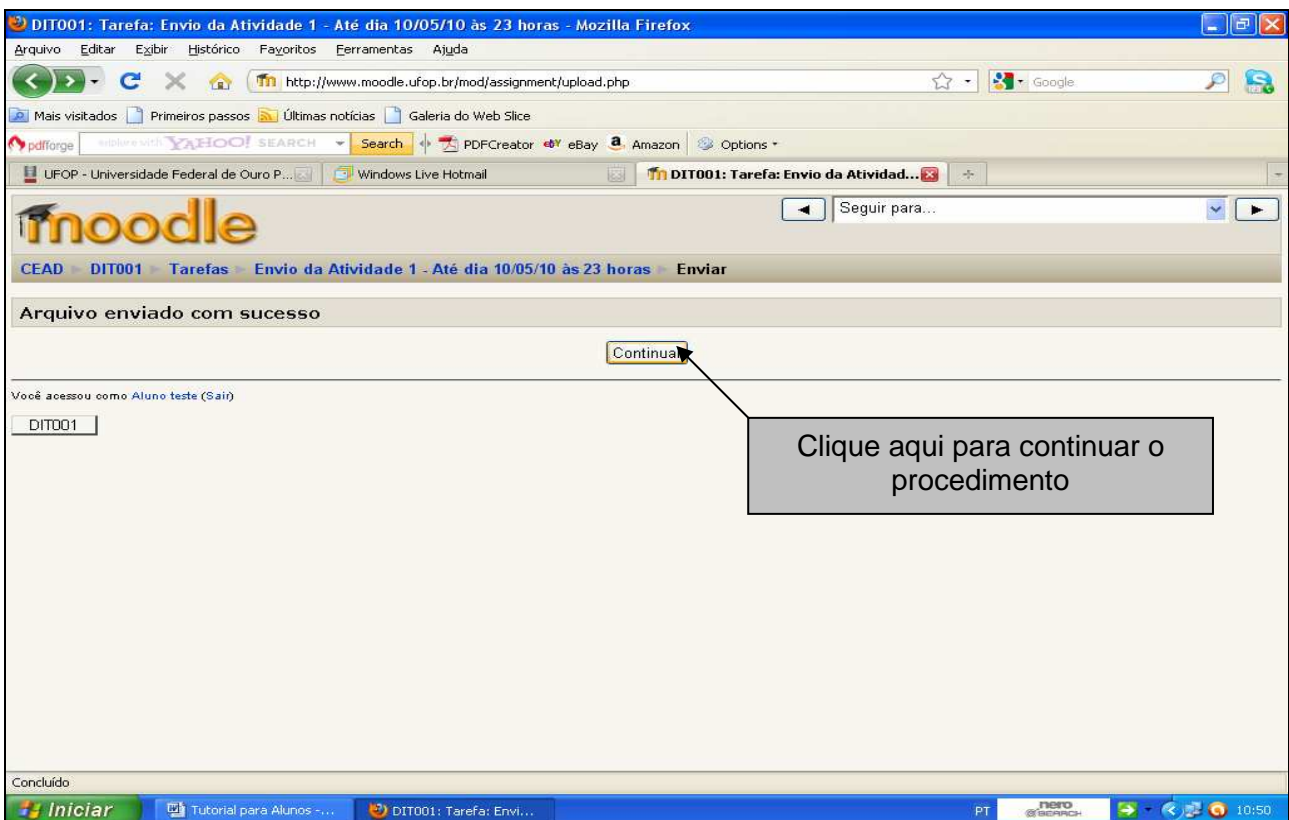 DIT001: Tarefa: Envio da Atividade 1 - Até dia 10/05/10 às 23 horas - Mozilla Firefox
Arquivo Editar Exibir Histórico Favoritos Ferramentas Ajuda
http://www.moodle.ufop.br/mod/assignment/upload.php Google
Mais visitados Primeiros passos Últimas notícias Galeria do Web Slice
pdfforge explore with YAHOO! SEARCH Search PDFCreator eBay Amazon Options
UFOP - Universidade Federal de Ouro P... Windows Live Hotmail DIT001: Tarefa: Envio da Atividad...
moodle Seguir para...
CEAD DIT001 Tarefas Envio da Atividade 1 - Até dia 10/05/10 às 23 horas Enviar
Arquivo enviado com sucesso
Continuar
Você acessou como Aluno teste (Sair)
DIT001
Clique aqui para continuar o
procedimento
Concluído
Iniciar Tutorial para Alunos -... DIT001: Tarefa: Envi... PT nero SEARCH 10:50